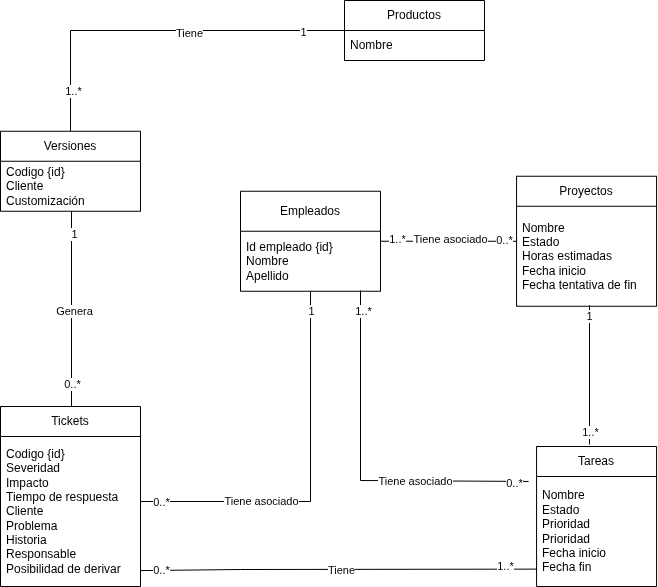 Productos
Nombre
Tiene
1
1..*
Versiones
Codigo {id}
Cliente
Customización
1
Genera
0..*
Empleados
Id empleado {id}
Nombre
Apellido
1..*
Tiene asociado
0..*
Proyectos
Nombre
Estado
Horas estimadas
Fecha inicio
Fecha tentativa de fin
1
1..*
1
1..*
Tickets
Codigo {id}
Severidad
Impacto
Tiempo de respuesta
Cliente
Problema
Historia
Responsable
Posibilidad de derivar
0..*
Tiene asociado
Tiene asociado
0..*
0..*
Tiene
1..*
Tareas
Nombre
Estado
Prioridad
Prioridad
Fecha inicio
Fecha fin